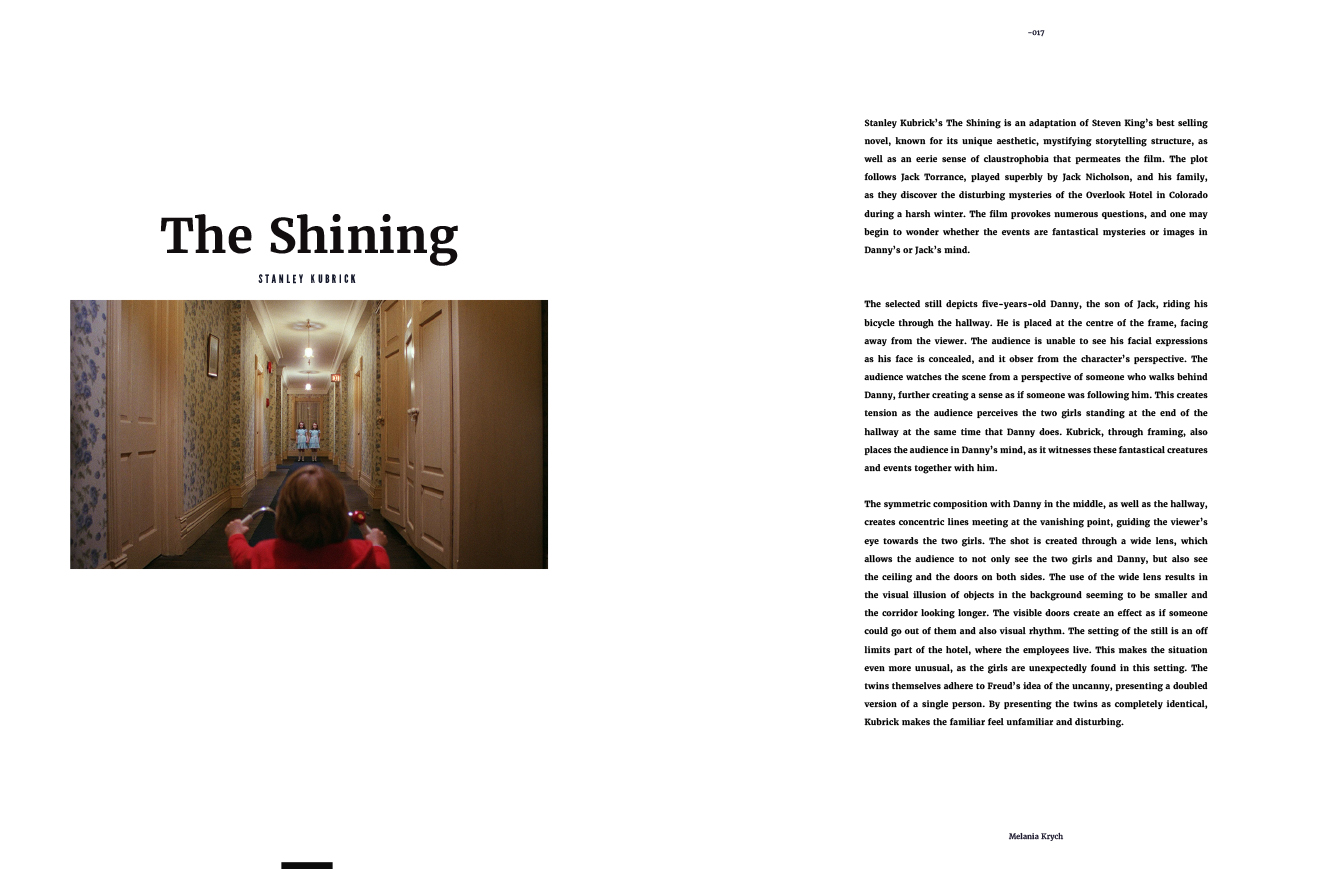 The Shining
STANLEY KUBRICK
-017
Stanley Kubrick's The Shining is an adaptation of Steven King's best selling
novel, known for its unique aesthetic, mystifying storytelling structure, as
well as an eerie sense of claustrophobia that permeates the film. The plot
follows Jack Torrance, played superbly by Jack Nicholson, and his family,
as they discover the disturbing mysteries of the Overlook Hotel in Colorado
during a harsh winter. The film provokes numerous questions, and one may
begin to wonder whether the events are fantastical mysteries or images in
Danny's or Jack's mind.
The selected still depicts five-years-old Danny, the son of Jack, riding his
bicycle through the hallway. He is placed at the centre of the frame, facing
away from the viewer. The audience is unable to see his facial expressions
as his face is concealed, and it obser from the character's perspective. The
audience watches the scene from a perspective of someone who walks behind
Danny, further creating a sense as if someone was following him. This creates
tension as the audience perceives the two girls standing at the end of the
hallway at the same time that Danny does. Kubrick, through framing, also
places the audience in Danny's mind, as it witnesses these fantastical creatures
and events together with him.
The symmetric composition with Danny in the middle, as well as the hallway,
creates concentric lines meeting at the vanishing point, guiding the viewer's
eye towards the two girls. The shot is created through a wide lens, which
allows the audience to not only see the two girls and Danny, but also see
the ceiling and the doors on both sides. The use of the wide lens results in
the visual illusion of objects in the background seeming to be smaller and
the corridor looking longer. The visible doors create an effect as if someone
could go out of them and also visual rhythm. The setting of the still is an off
limits part of the hotel, where the employees live. This makes the situation
even more unusual, as the girls are unexpectedly found in this setting. The
twins themselves adhere to Freud's idea of the uncanny, presenting a doubled
version of a single person. By presenting the twins as completely identical,
Kubrick makes the familiar feel unfamiliar and disturbing.
Melania Krych